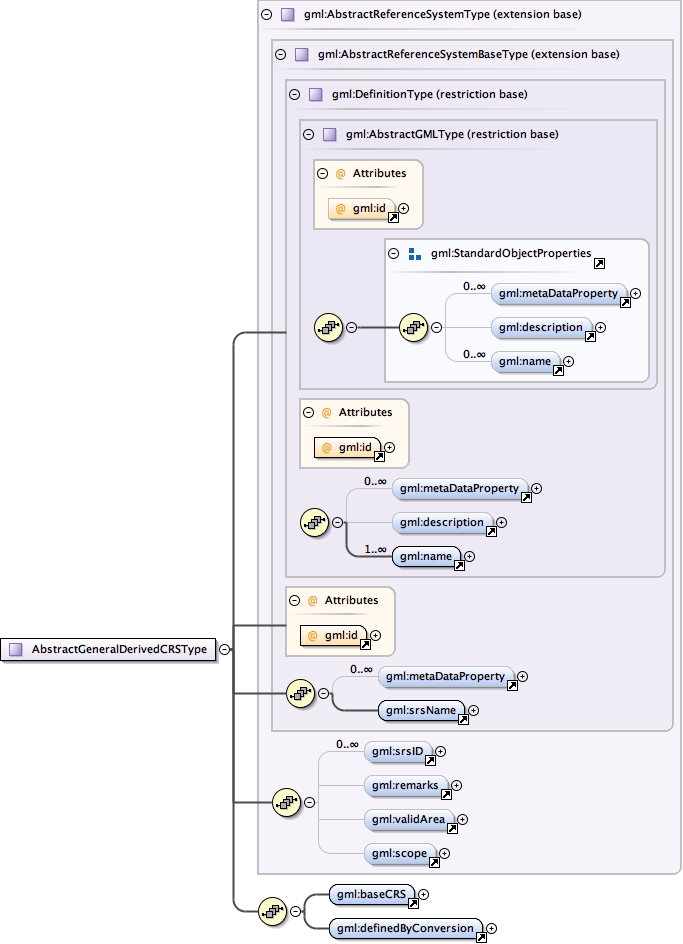 gml:AbstractReferenceSystemType (extension base)
gml:AbstractReferenceSystemBaseType (extension base)
gml:DefinitionType (restriction base)
gml:AbstractGMLType (restriction base)
@ Attributes
@ gml:id
gml:StandardObjectProperties
0..∞
gml:metaDataProperty
gml:description
0..∞
gml:name
@ Attributes
@ gml:id
0..∞
gml:metaDataProperty
gml:description
1..∞
gml:name
@ Attributes
@ gml:id
AbstractGeneralDerivedCRSType
0..∞
gml:metaDataProperty
gml:srsName
0..∞
gml:srsID
gml:remarks
gml:validArea
gml:scope
gml:baseCRS
gml:definedByConversion